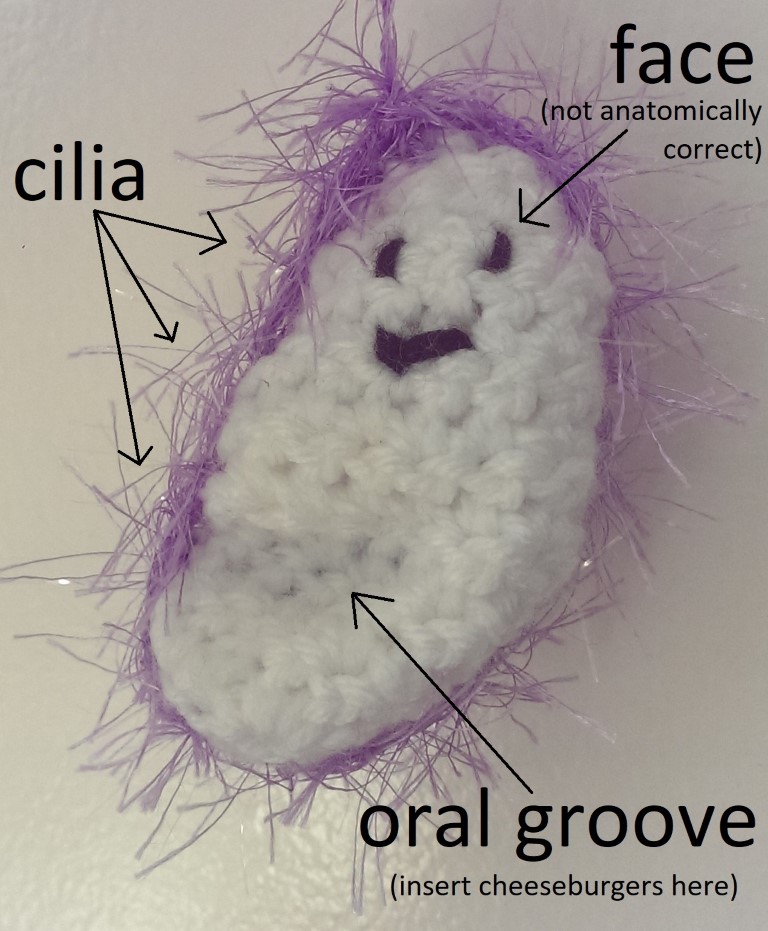 face
(not anatomically
correct)
cilia
oral groove
(insert cheeseburgers here)